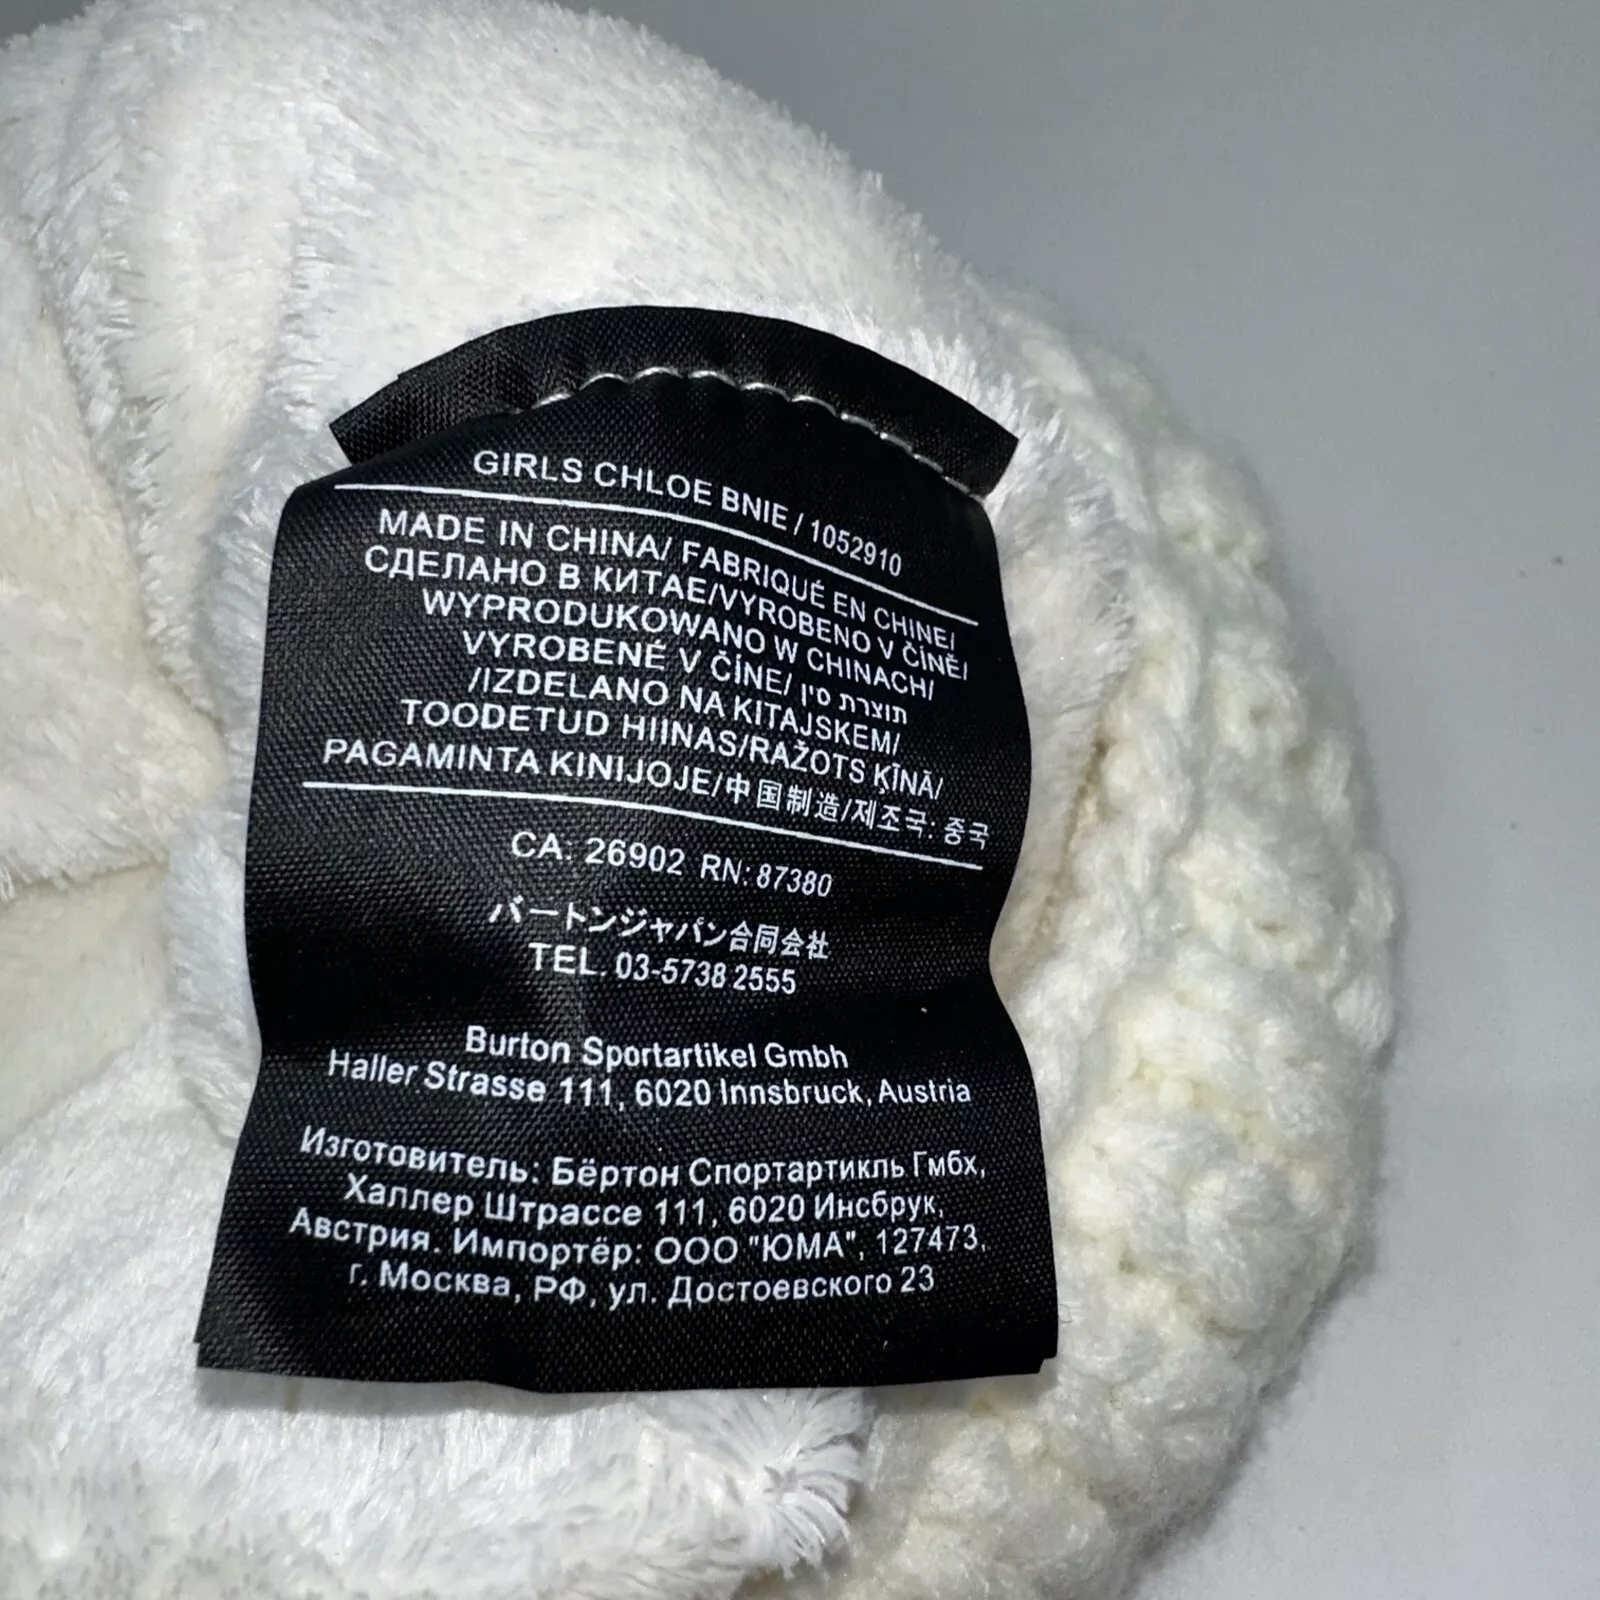 GIRLS CHLOE BNIE / 1052910
MADE IN CHINA/ FABRIQUÉ EN CHINE/
СДЕЛАНО В КИТАЕ/VYROBENO V ČÍNĚ/
WYPRODUKOWANO W CHINACH/
VYROBENÉ V ČÍNE/ תוצרת סין
/IZDELANO NA KITAJSKEM/
TOODETUD HIINAS/RAŽOTS ĶĪNĀ/
PAGAMINTA KINIJOJE/中国制造/제조국: 중국
CA: 26902 RN: 87380
バートンジャパン合同会社
TEL. 03-5738 2555
Burton Sportartikel Gmbh
Haller Strasse 111, 6020 Innsbruck, Austria
Изготовитель: Бёртон Спортартикль Гмбх,
Халлер Штрассе 111, 6020 Инсбрук,
Австрия. Импортёр: ООО "ЮМА", 127473,
г. Москва, РФ, ул. Достоевского 23